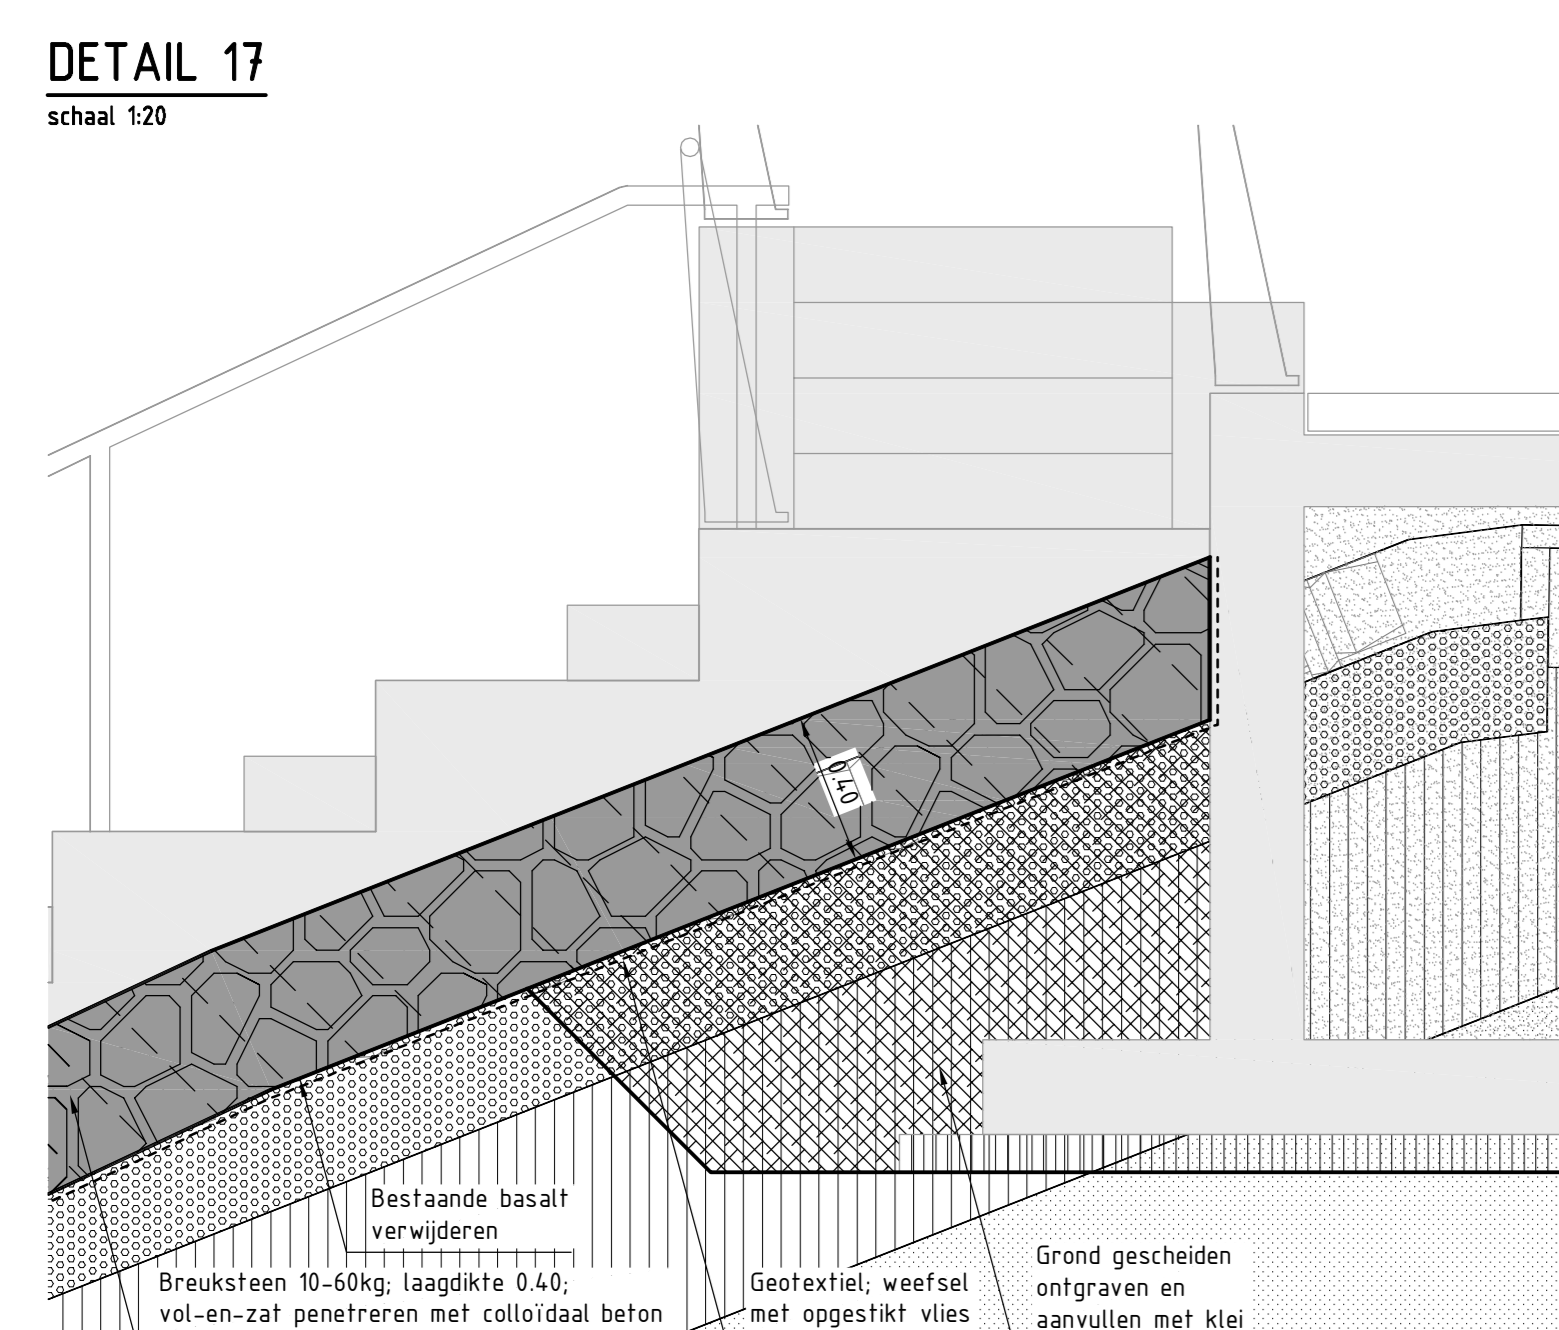 DETAIL 17
schaal 1:20
0.40
Bestaande basalt
verwijderen
Breuksteen 10-60kg; laagdikte 0.40;
vol-en-zat penetreren met colloïdaal beton
Geotextiel; weefsel
met opgestikt vlies
Grond gescheiden
ontgraven en
aanvullen met klei